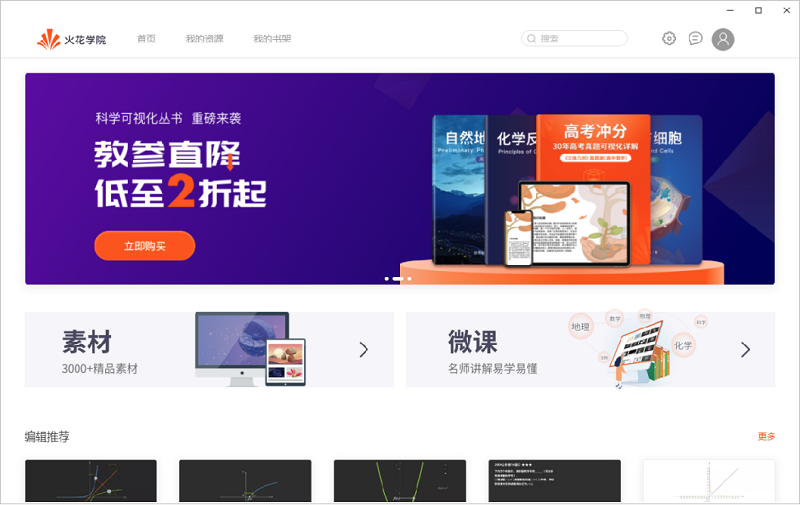 火花学院
首页
我的资源
我的书架
搜索
科学可视化丛书 重磅来袭
教参直降
低至2折起
立即购买
自然地
化学反
高考冲分
30年高考真题可视化详解
细胞
素材
3000+精品素材
微课
名师讲解易学易懂
地理
数学
物理
科学
化学
编辑推荐
更多